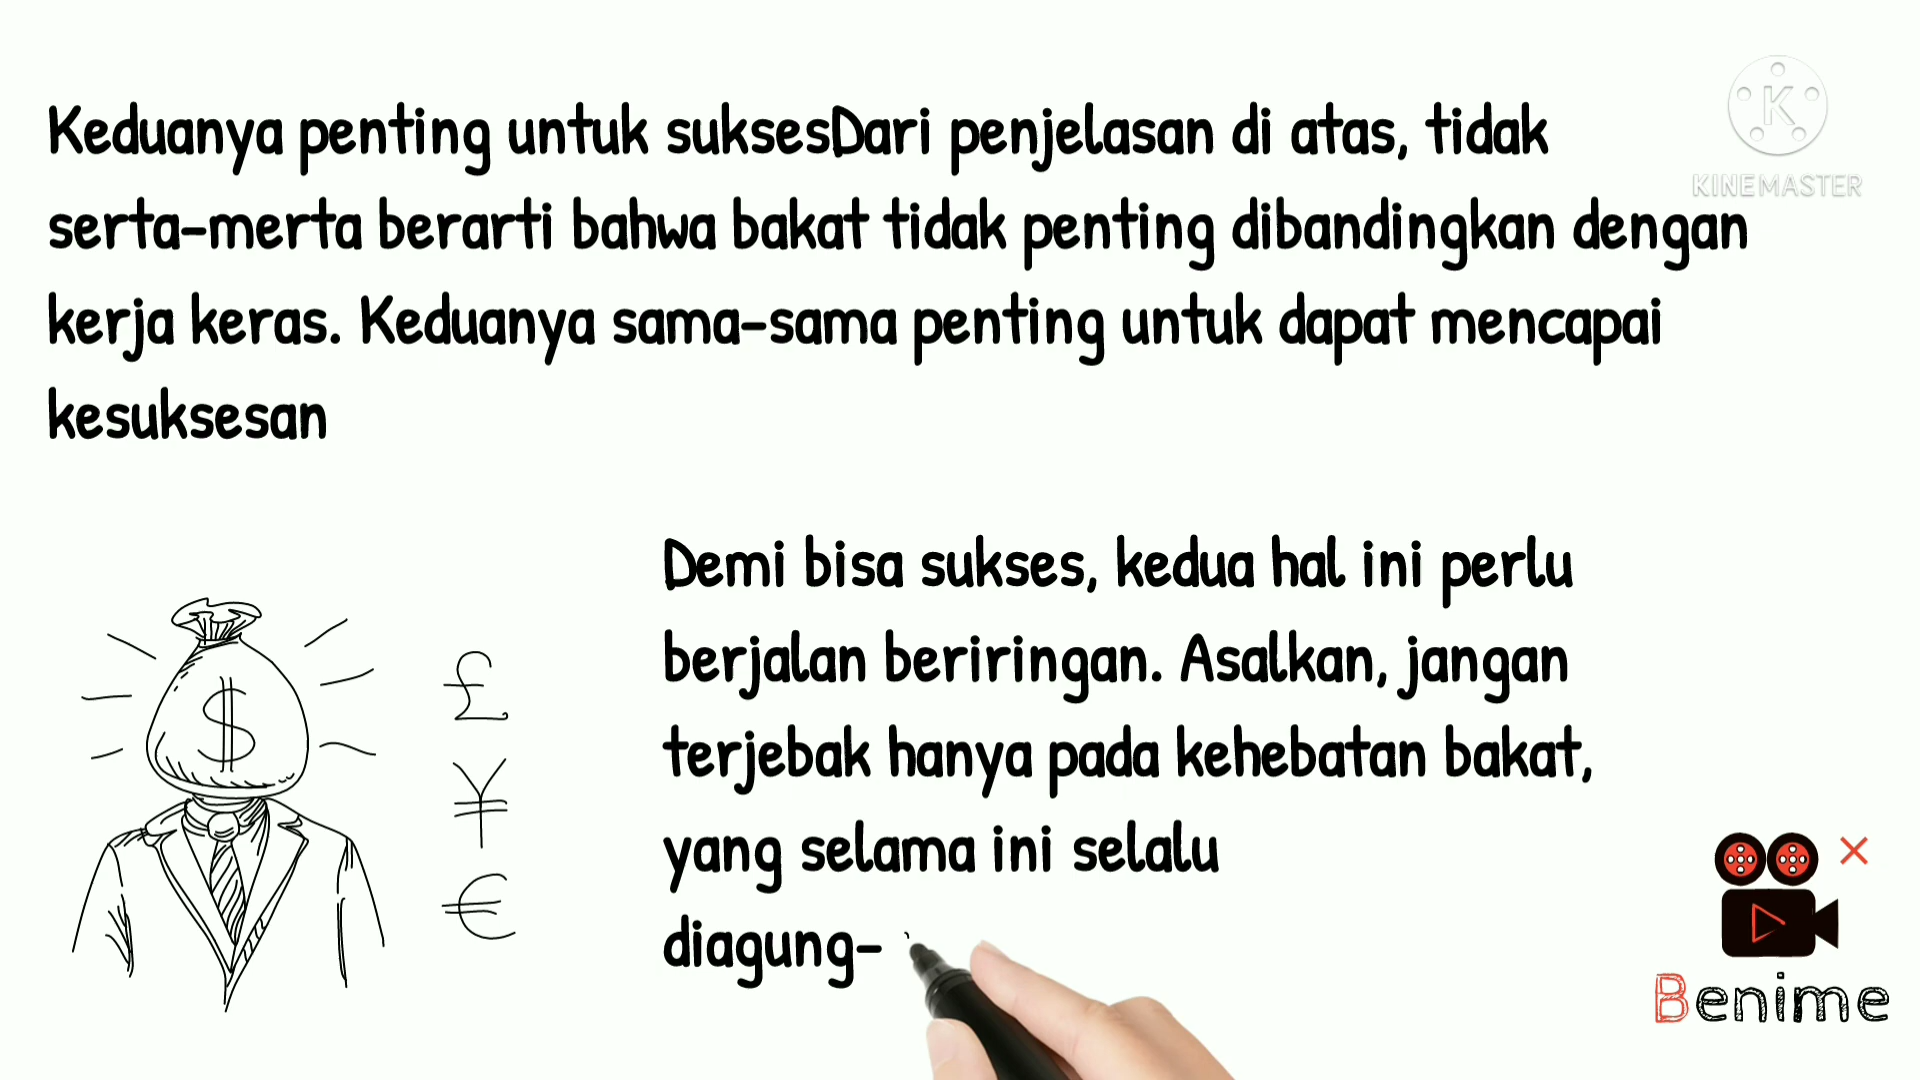 Keduanya penting untuk suksesDari penjelasan di atas, tidak
serta-merta berarti bahwa bakat tidak penting dibandingkan dengan
kerja keras. Keduanya sama-sama penting untuk dapat mencapai
kesuksesan
Demi bisa sukses, kedua hal ini perlu
berjalan beriringan. Asalkan, jangan
terjebak hanya pada kehebatan bakat,
yang selama ini selalu
diagung-
$
£
¥
€
K
KINEMASTER
Benime